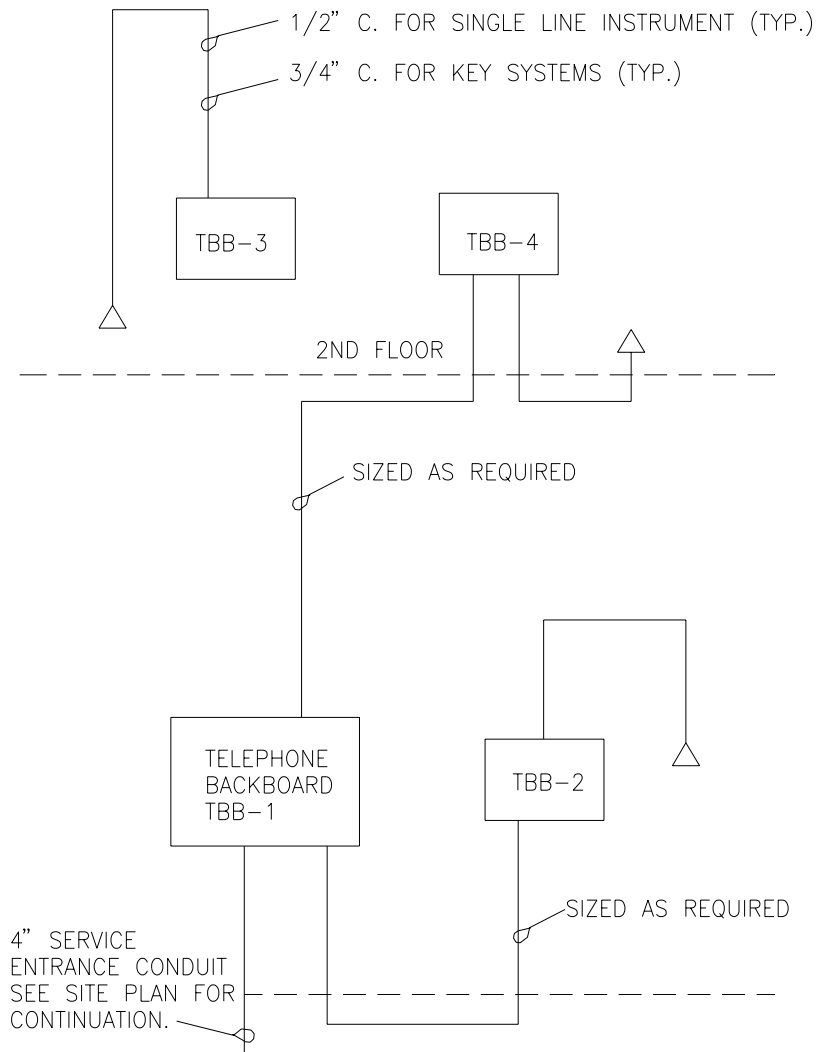 1/2” C. FOR SINGLE LINE INSTRUMENT (TYP.)
3/4” C. FOR KEY SYSTEMS (TYP.)
TBB-3
TBB-4
2ND FLOOR
SIZED AS REQUIRED
TELEPHONE
BACKBOARD
TBB-1
TBB-2
SIZED AS REQUIRED
4” SERVICE
ENTRANCE CONDUIT
SEE SITE PLAN FOR
CONTINUATION.